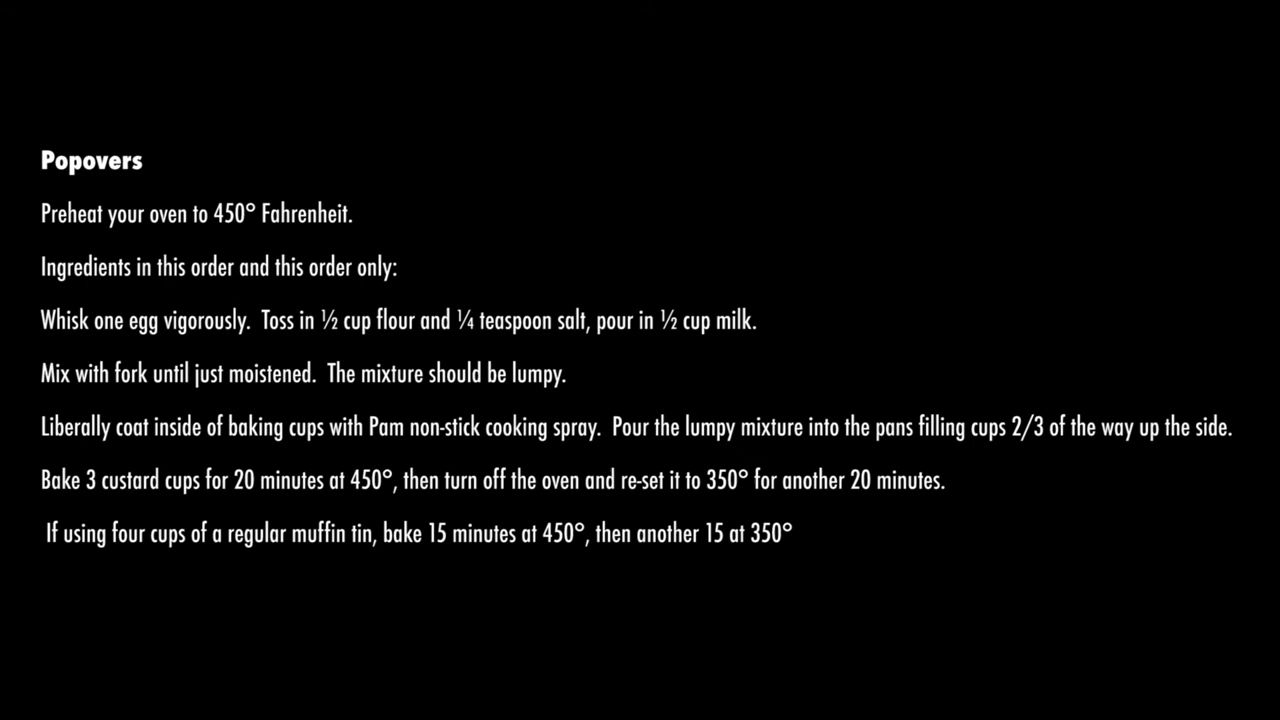 Popovers
Preheat your oven to 450° Fahrenheit.
Ingredients in this order and this order only:
Whisk one egg vigorously.  Toss in ½ cup flour and ¼ teaspoon salt, pour in ½ cup milk.
Mix with fork until just moistened.  The mixture should be lumpy.
Liberally coat inside of baking cups with Pam non-stick cooking spray.  Pour the lumpy mixture into the pans filling cups 2/3 of the way up the side.
Bake 3 custard cups for 20 minutes at 450°, then turn off the oven and re-set it to 350° for another 20 minutes.
If using four cups of a regular muffin tin, bake 15 minutes at 450°, then another 15 at 350°